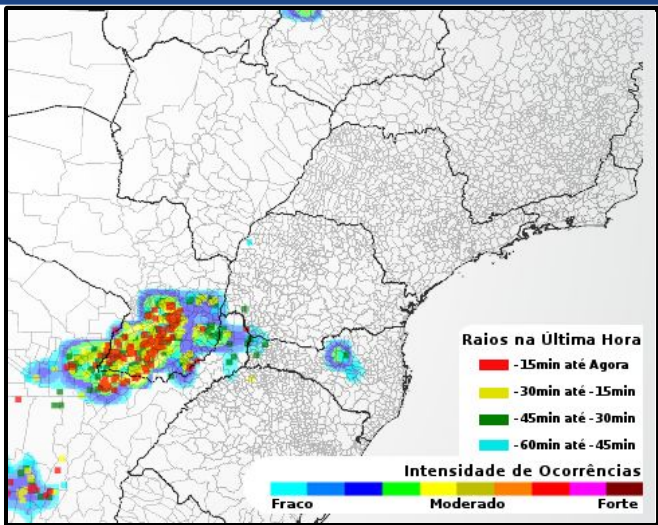 Raios na Última Hora
-15min até Agora
-30min até -15min
-45min até -30min
-60min até -45min
Intensidade de Ocorrências
Fraco Moderado Forte